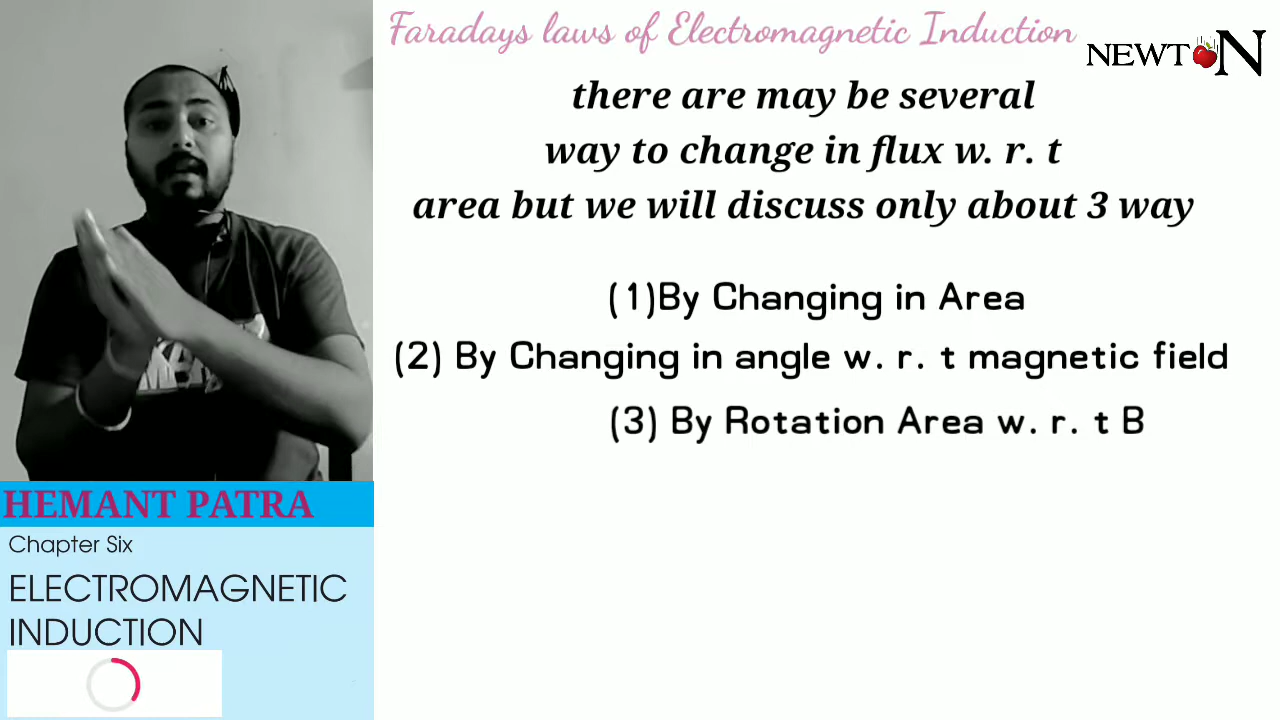 Faradays laws of Electromagnetic Induction
NEWTON
there are may be several
way to change in flux w. r. t
area but we will discuss only about 3 way
(1)By Changing in Area
(2) By Changing in angle w. r. t magnetic field
(3) By Rotation Area w. r. t B
HEMANT PATRA
Chapter Six
ELECTROMAGNETIC
INDUCTION